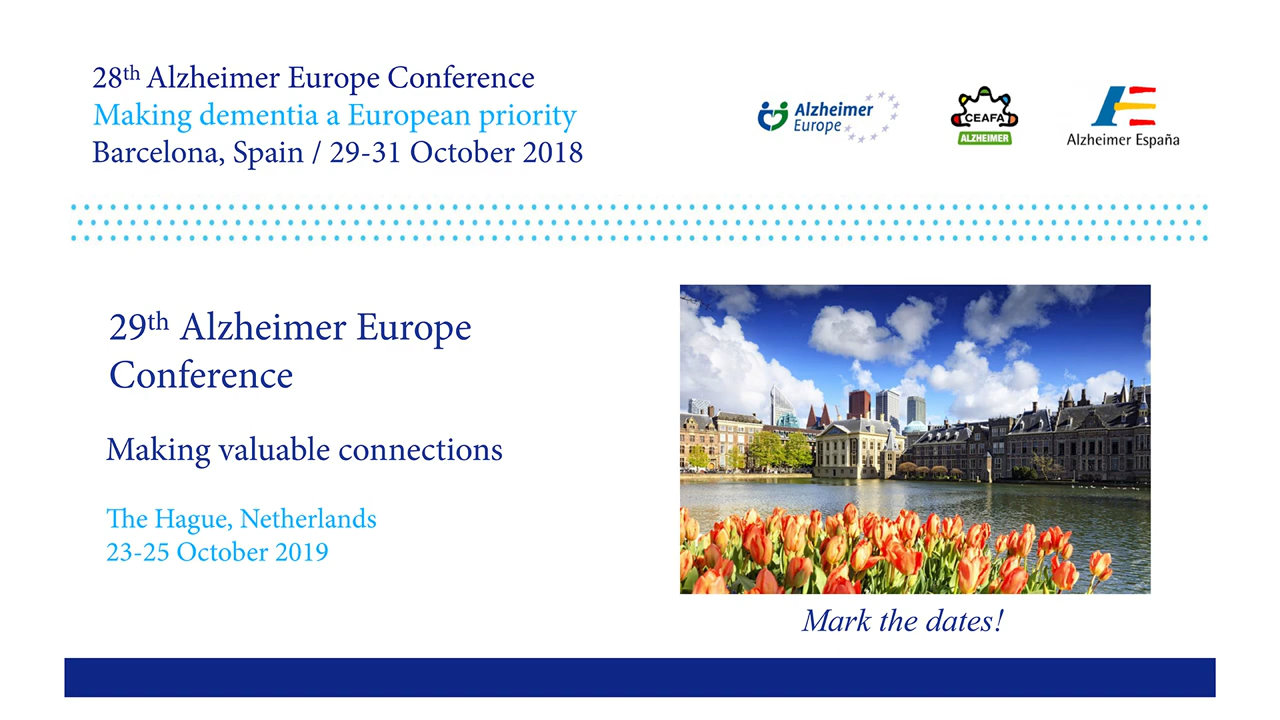 28th Alzheimer Europe Conference
Making dementia a European priority
Barcelona, Spain / 29-31 October 2018
Alzheimer
Europe
CEAFA
ALZHEIMER
Alzheimer España
29th Alzheimer Europe
Conference
Making valuable connections
The Hague, Netherlands
23-25 October 2019
Mark the dates!